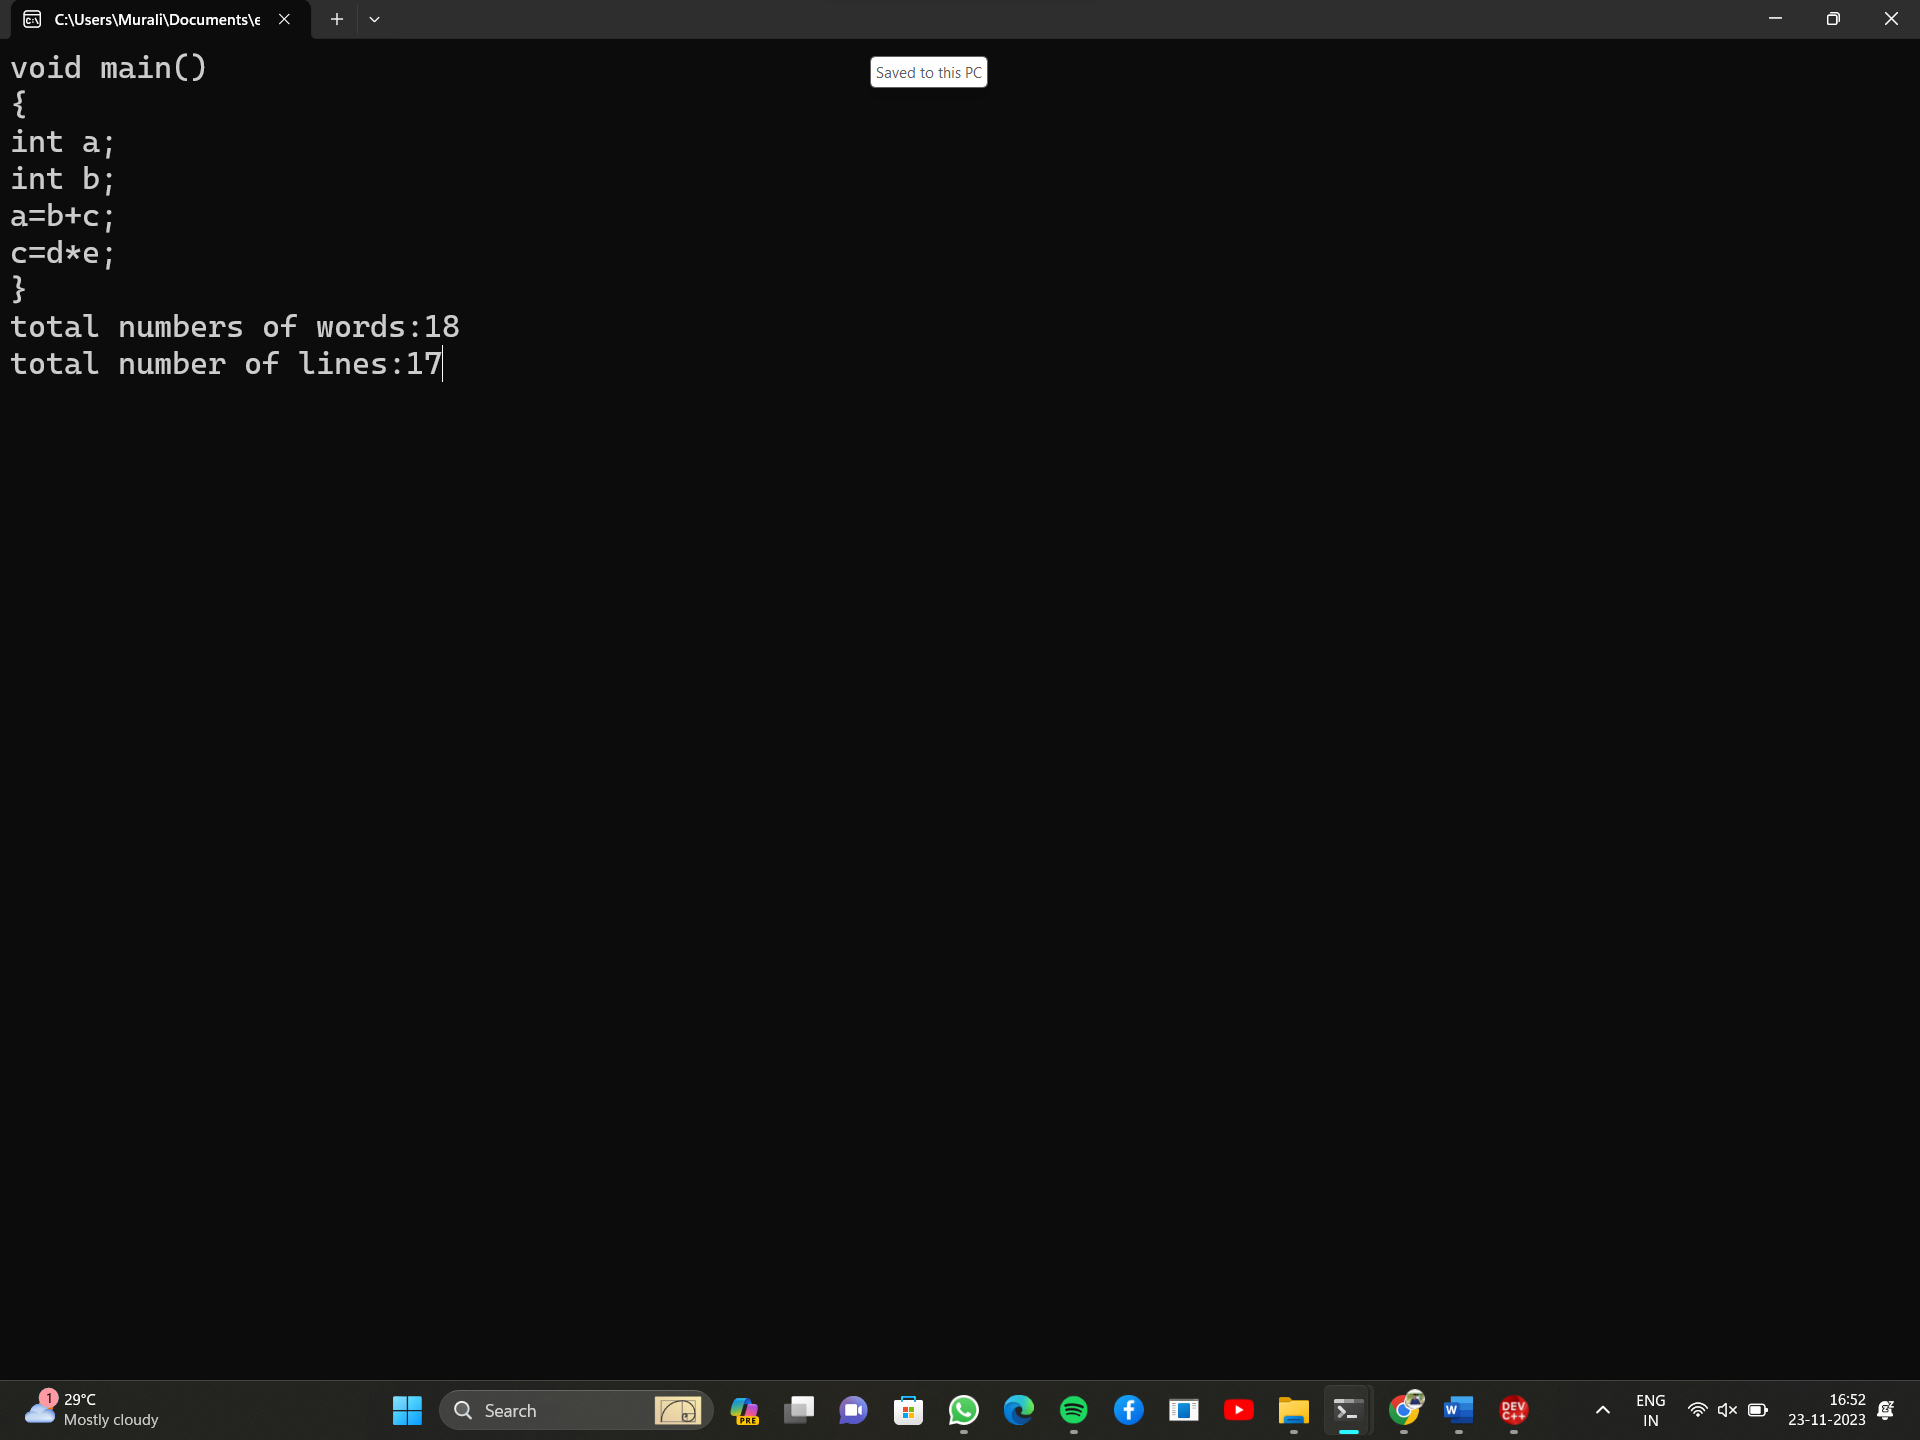 C:\Users\Murali\Documents\e
void main()
Saved to this PC
{
int a;
int b;
a=b+c;
c=d*e;
}
total numbers of words:18
total number of lines:17
1
29°C
Mostly cloudy
Search
PRE
W
DEV
C++
ENG
IN
16:52
23-11-2023